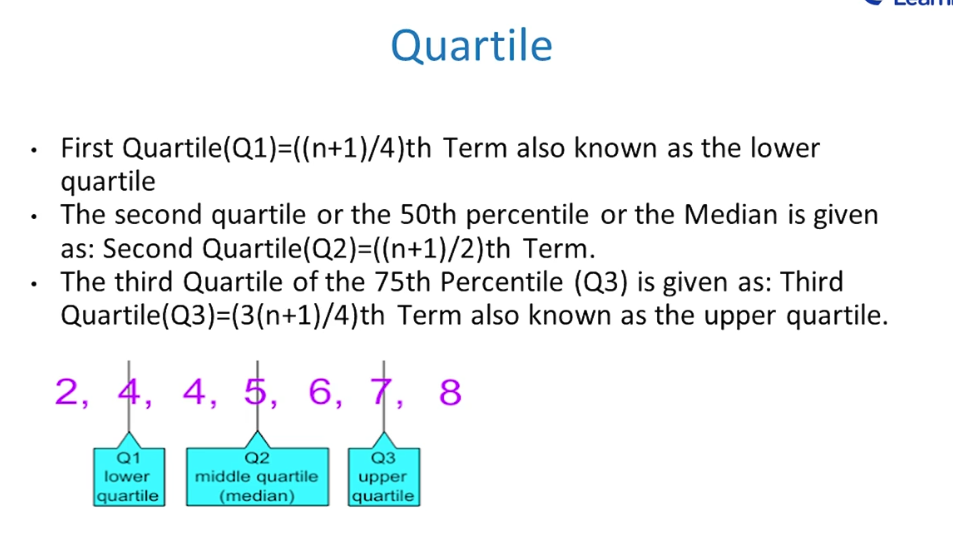 Quartile
• First Quartile(Q1)=((n+1)/4)th Term also known as the lower
quartile
• The second quartile or the 50th percentile or the Median is given
as: Second Quartile(Q2)=((n+1)/2)th Term.
• The third Quartile of the 75th Percentile (Q3) is given as: Third
Quartile(Q3)=(3(n+1)/4)th Term also known as the upper quartile.
2, 4, 4, 5, 6, 7, 8
Q1
lower
quartile
Q2
middle quartile
(median)
Q3
upper
quartile